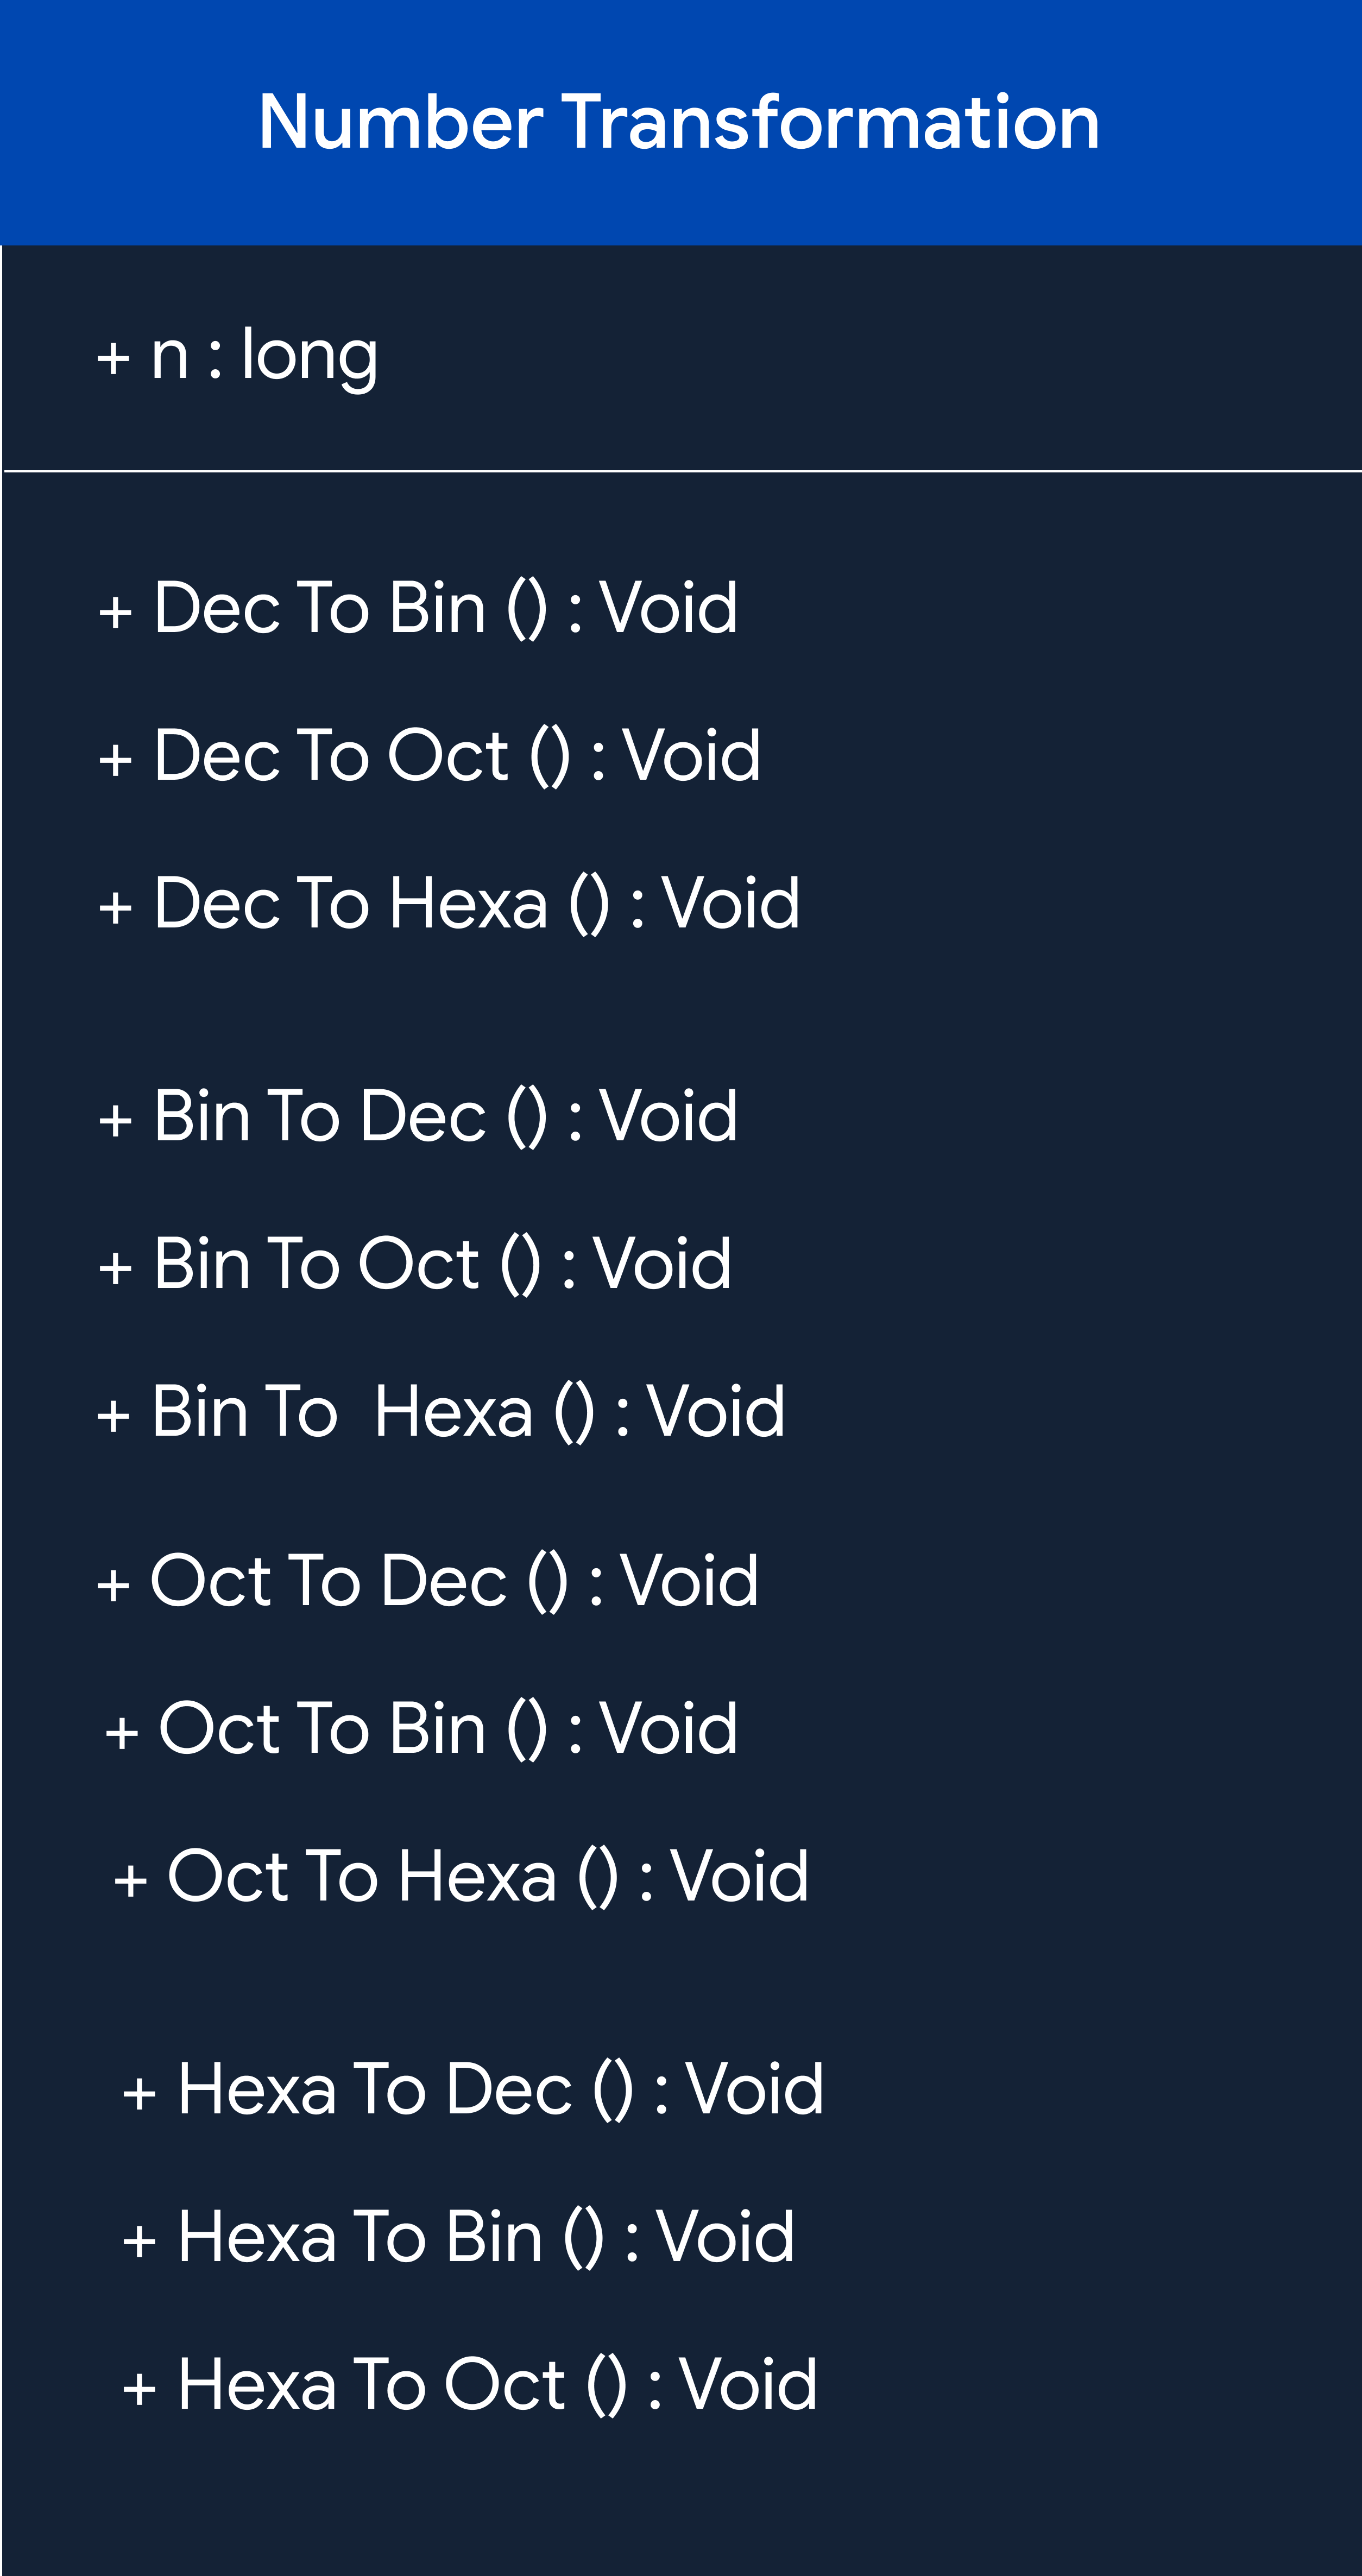 Number Transformation
+ n : long
+ Dec To Bin () : Void
+ Dec To Oct () : Void
+ Dec To Hexa () : Void
+ Bin To Dec () : Void
+ Bin To Oct () : Void
+ Bin To  Hexa () : Void
+ Oct To Dec () : Void
+ Oct To Bin () : Void
+ Oct To Hexa () : Void
+ Hexa To Dec () : Void
+ Hexa To Bin () : Void
+ Hexa To Oct () : Void